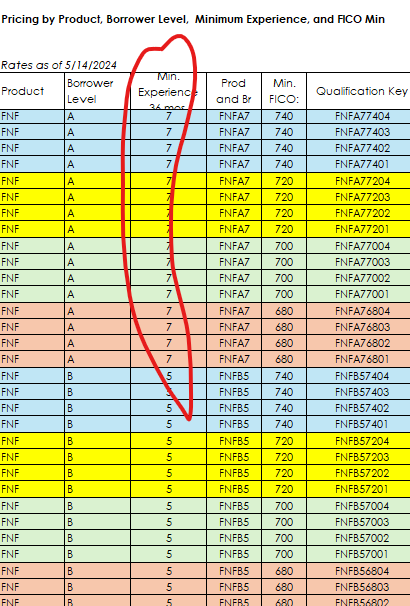 Pricing by Product, Borrower Level, Minimum Experience, and FICO Min
Rates as of 5/14/2024
Product Borrower Level Min. Experience 36 mos Prod and Br Min. FICO: Qualification Key
FNF A 7 FNFA7 740 FNFA77404
FNF A 7 FNFA7 740 FNFA77403
FNF A 7 FNFA7 740 FNFA77402
FNF A 7 FNFA7 740 FNFA77401
FNF A 7 FNFA7 720 FNFA77204
FNF A 7 FNFA7 720 FNFA77203
FNF A 7 FNFA7 720 FNFA77202
FNF A 7 FNFA7 720 FNFA77201
FNF A 7 FNFA7 700 FNFA77004
FNF A 7 FNFA7 700 FNFA77003
FNF A 7 FNFA7 700 FNFA77002
FNF A 7 FNFA7 700 FNFA77001
FNF A 7 FNFA7 680 FNFA76804
FNF A 7 FNFA7 680 FNFA76803
FNF A 7 FNFA7 680 FNFA76802
FNF A 7 FNFA7 680 FNFA76801
FNF B 5 FNFB5 740 FNFB57404
FNF B 5 FNFB5 740 FNFB57403
FNF B 5 FNFB5 740 FNFB57402
FNF B 5 FNFB5 740 FNFB57401
FNF B 5 FNFB5 720 FNFB57204
FNF B 5 FNFB5 720 FNFB57203
FNF B 5 FNFB5 720 FNFB57202
FNF B 5 FNFB5 720 FNFB57201
FNF B 5 FNFB5 700 FNFB57004
FNF B 5 FNFB5 700 FNFB57003
FNF B 5 FNFB5 700 FNFB57002
FNF B 5 FNFB5 700 FNFB57001
FNF B 5 FNFB5 680 FNFB56804
FNF B 5 FNFB5 680 FNFB56803
FNF B 5 FNFB5 680 FNFB56802